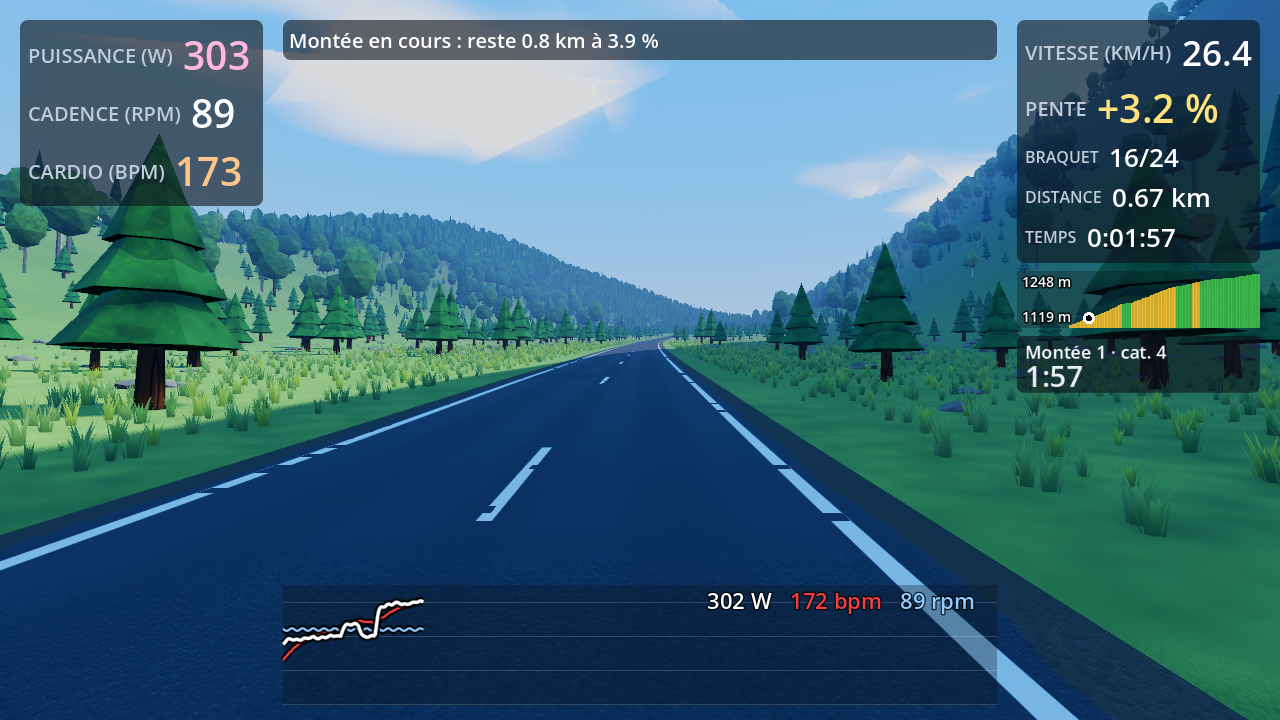 PUISSANCE (W) 303
CADENCE (RPM) 89
CARDIO (BPM) 173
Montée en cours : reste 0.8 km à 3.9 %
VITESSE (KM/H) 26.4
PENTE +3.2 %
BRAQUET 16/24
DISTANCE 0.67 km
TEMPS 0:01:57
1248 m
1119 m
Montée 1 · cat. 4
1:57
302 W 172 bpm 89 rpm